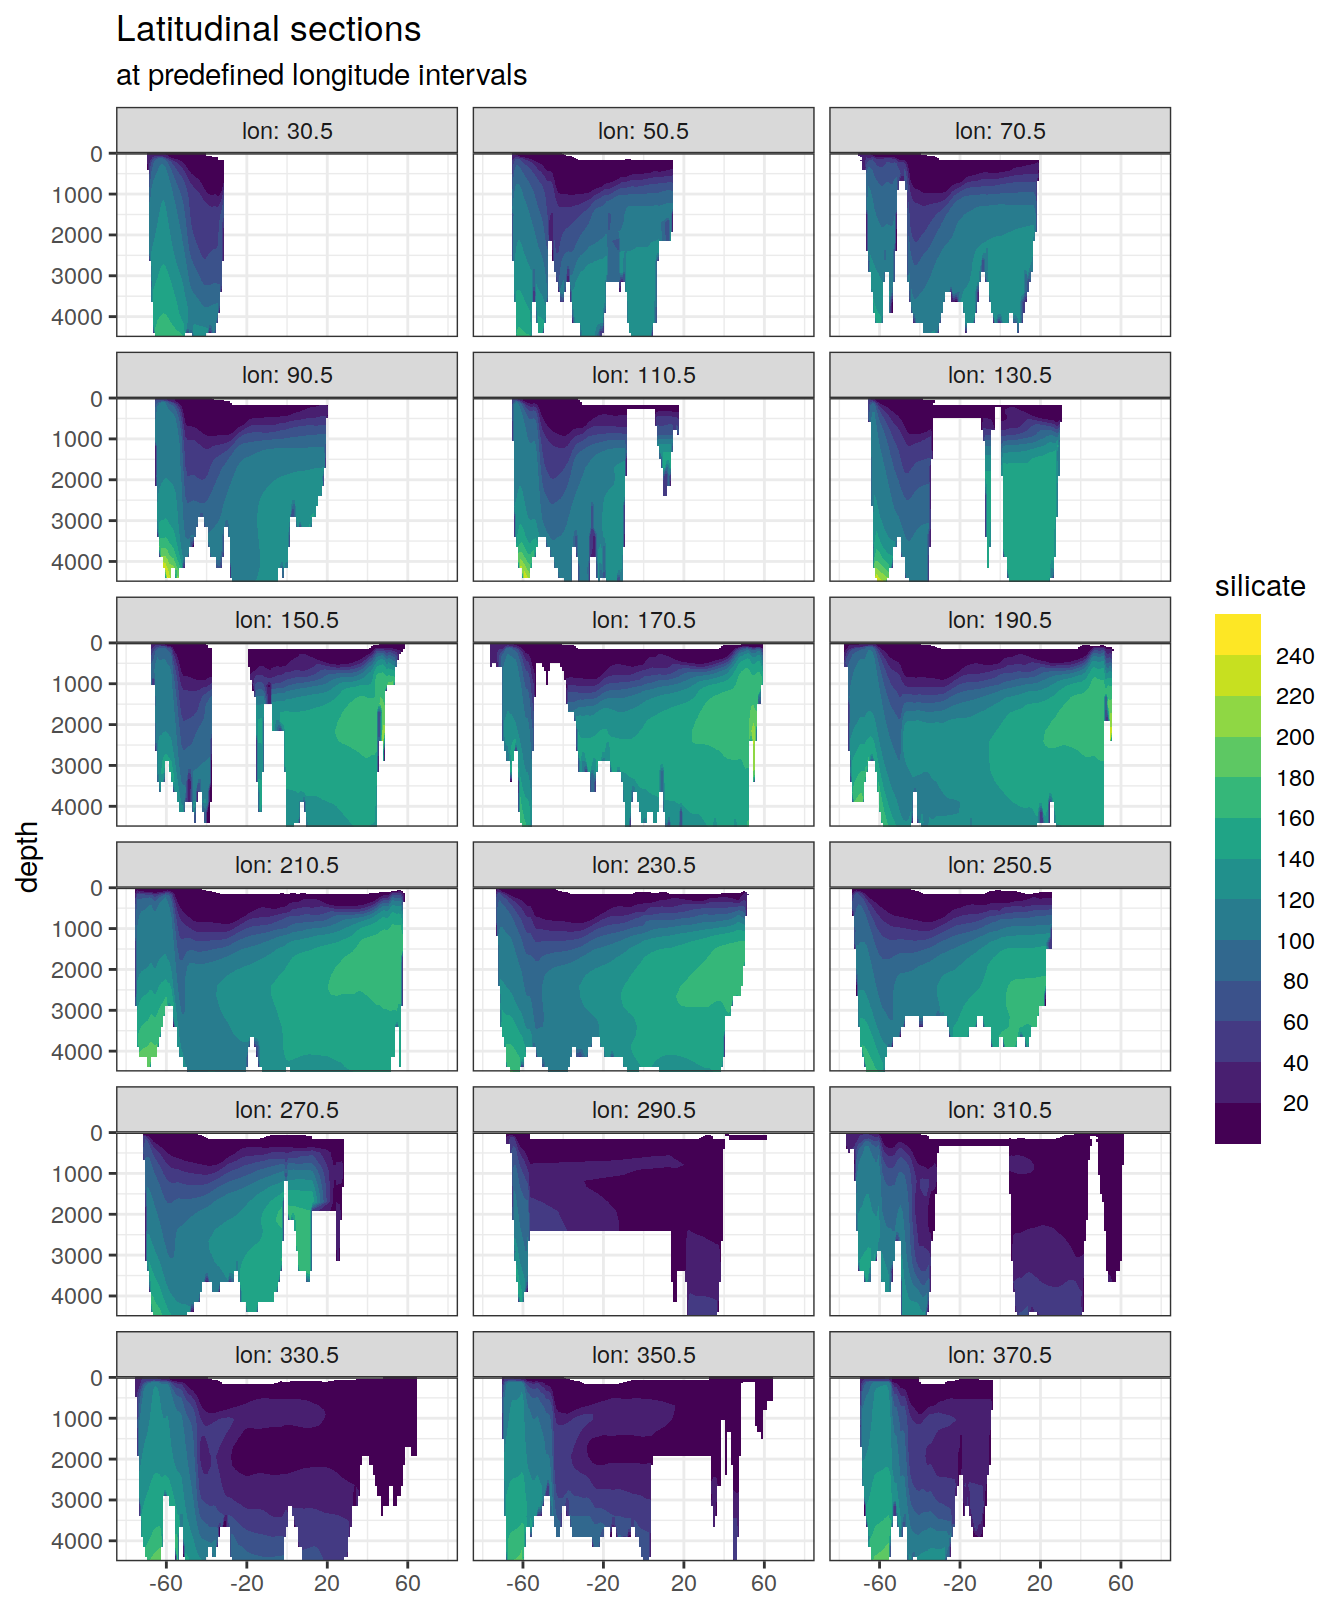 Latitudinal sections
at predefined longitude intervals
lon: 30.5
lon: 50.5
lon: 70.5
0
1000
2000
3000
4000
lon: 90.5
lon: 110.5
lon: 130.5
0
1000
2000
3000
4000
lon: 150.5
lon: 170.5
lon: 190.5
0
1000
2000
3000
4000
lon: 210.5
lon: 230.5
lon: 250.5
0
1000
2000
3000
4000
lon: 270.5
lon: 290.5
lon: 310.5
0
1000
2000
3000
4000
lon: 330.5
lon: 350.5
lon: 370.5
0
1000
2000
3000
4000
-60 -20 20 60
-60 -20 20 60
-60 -20 20 60
depth
silicate
240
220
200
180
160
140
120
100
80
60
40
20